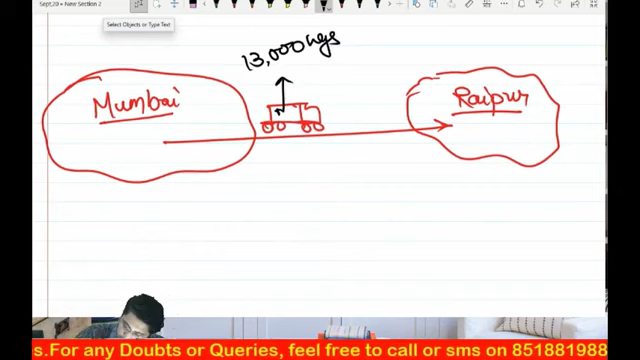 Sept,20 New Section 2
Select Objects or Type Text
13,000 kgs
Mumbai
Raipur
s.For any Doubts or Queries, feel free to call or sms on 851881988